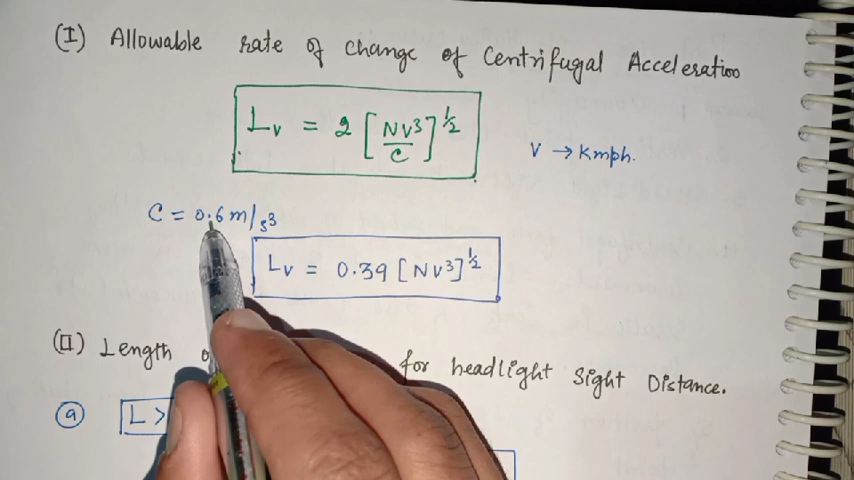 (I) Allowable rate of change of Centrifugal Acceleration
Lv = 2 [NV³/C]^½
V → Kmph.
C = 0.6 m/s³
Lv = 0.39 [NV³]^½
(II) Length for headlight Sight Distance.
(a) L >